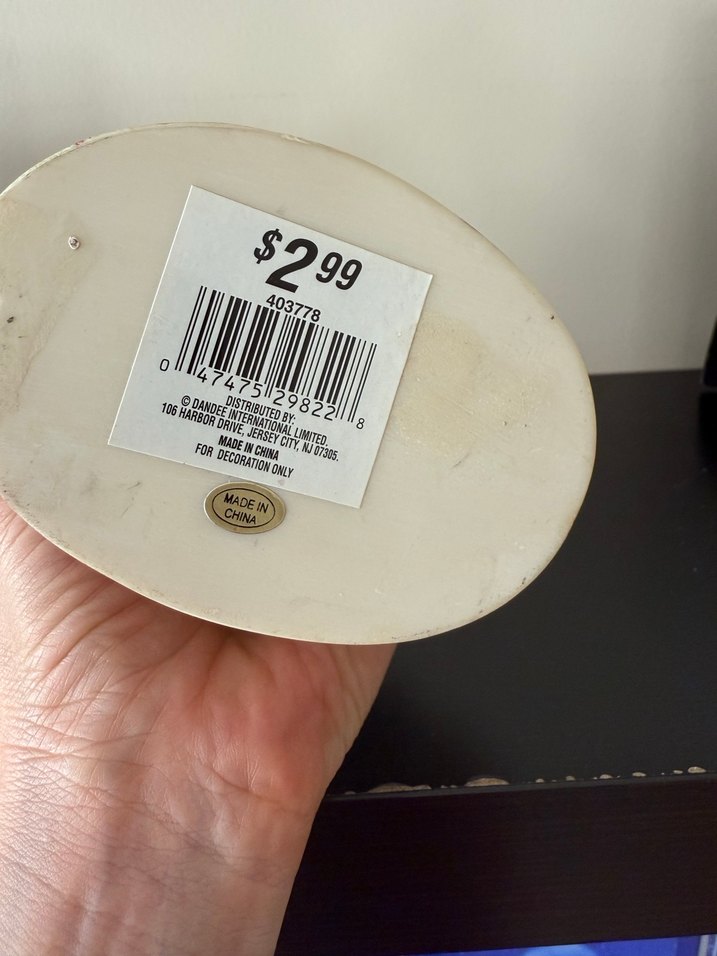 $2.99
403778
0 47475 29822 8
DISTRIBUTED BY:
© DANDEE INTERNATIONAL LIMITED.
106 HARBOR DRIVE, JERSEY CITY, NJ 07305.
MADE IN CHINA
FOR DECORATION ONLY
MADE IN
CHINA